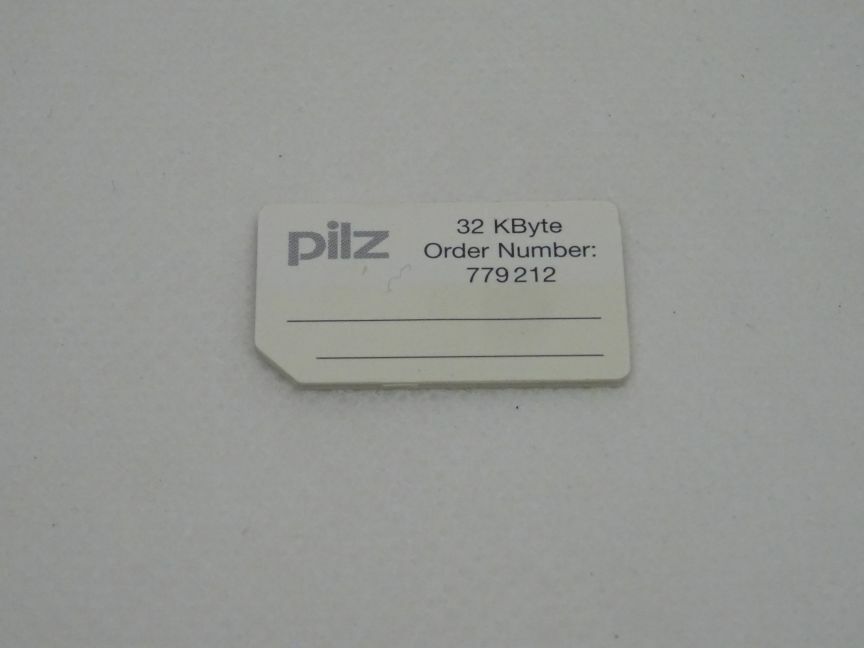 pilz
32 KByte
Order Number:
779212